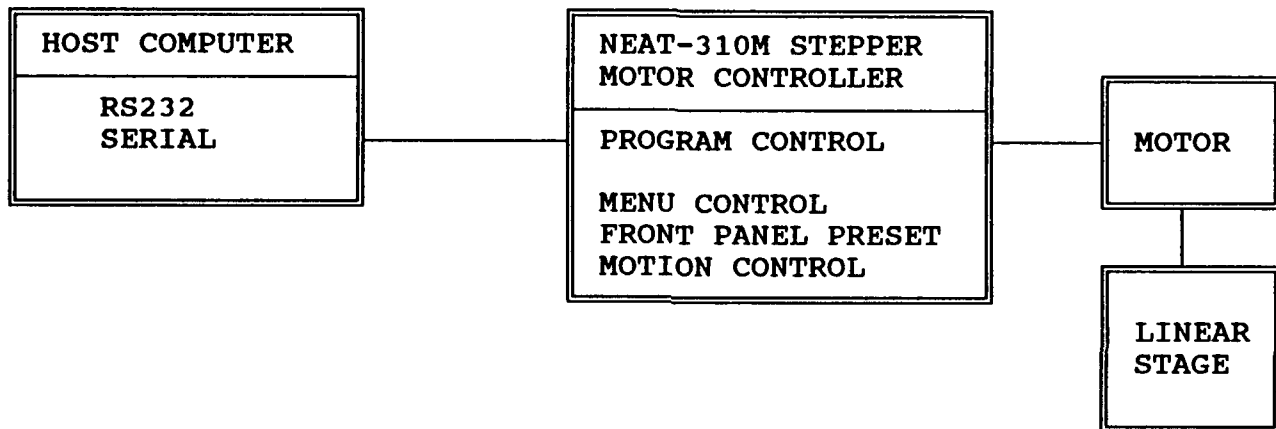 HOST COMPUTER
RS232
SERIAL
NEAT-310M STEPPER
MOTOR CONTROLLER
PROGRAM CONTROL
MENU CONTROL
FRONT PANEL PRESET
MOTION CONTROL
MOTOR
LINEAR
STAGE